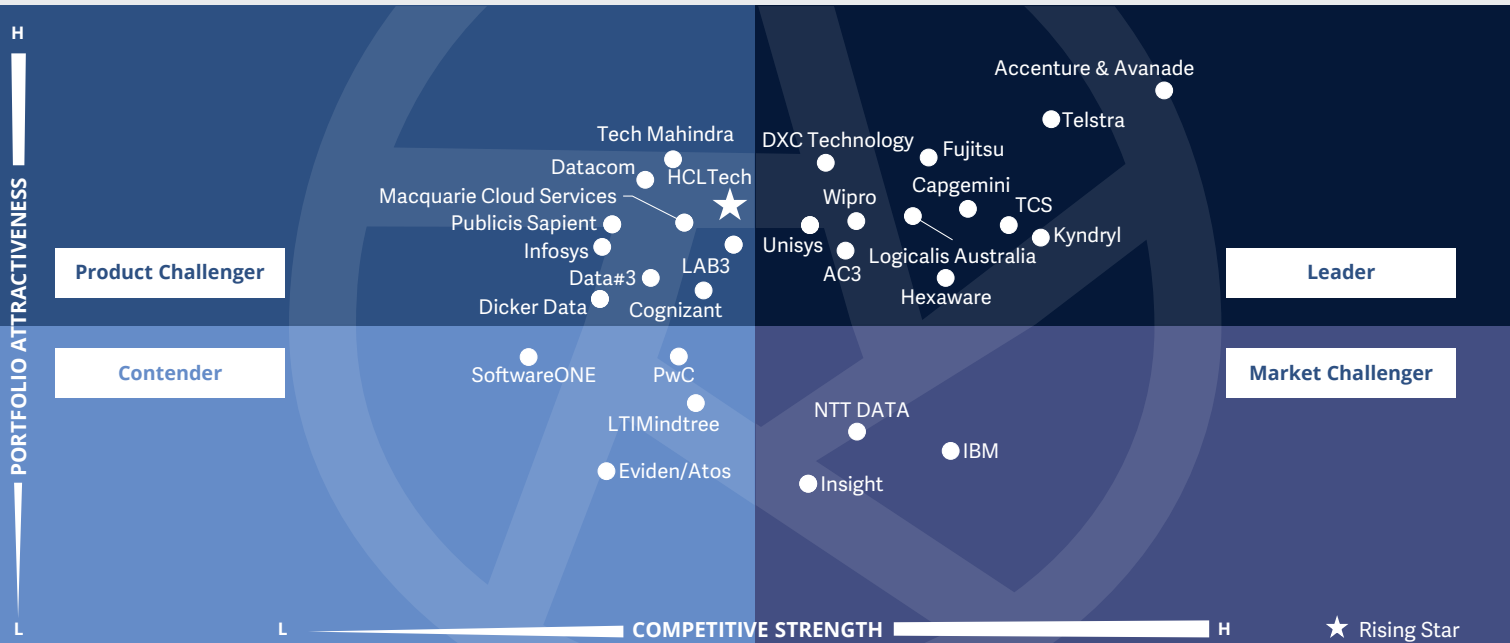 H
Accenture & Avanade
Telstra
Tech Mahindra
DXC Technology
Fujitsu
Datacom
HCLTech
Capgemini
Macquarie Cloud Services
Wipro
TCS
Publicis Sapient
Kyndryl
Infosys
Unisys
Logicalis Australia
LAB3
AC3
Data#3
Hexaware
Dicker Data
Cognizant
Product Challenger
Leader
PORTFOLIO ATTRACTIVENESS
Contender
Market Challenger
SoftwareONE
PwC
LTIMindtree
NTT DATA
IBM
Eviden/Atos
Insight
L
L
COMPETITIVE STRENGTH
H
Rising Star